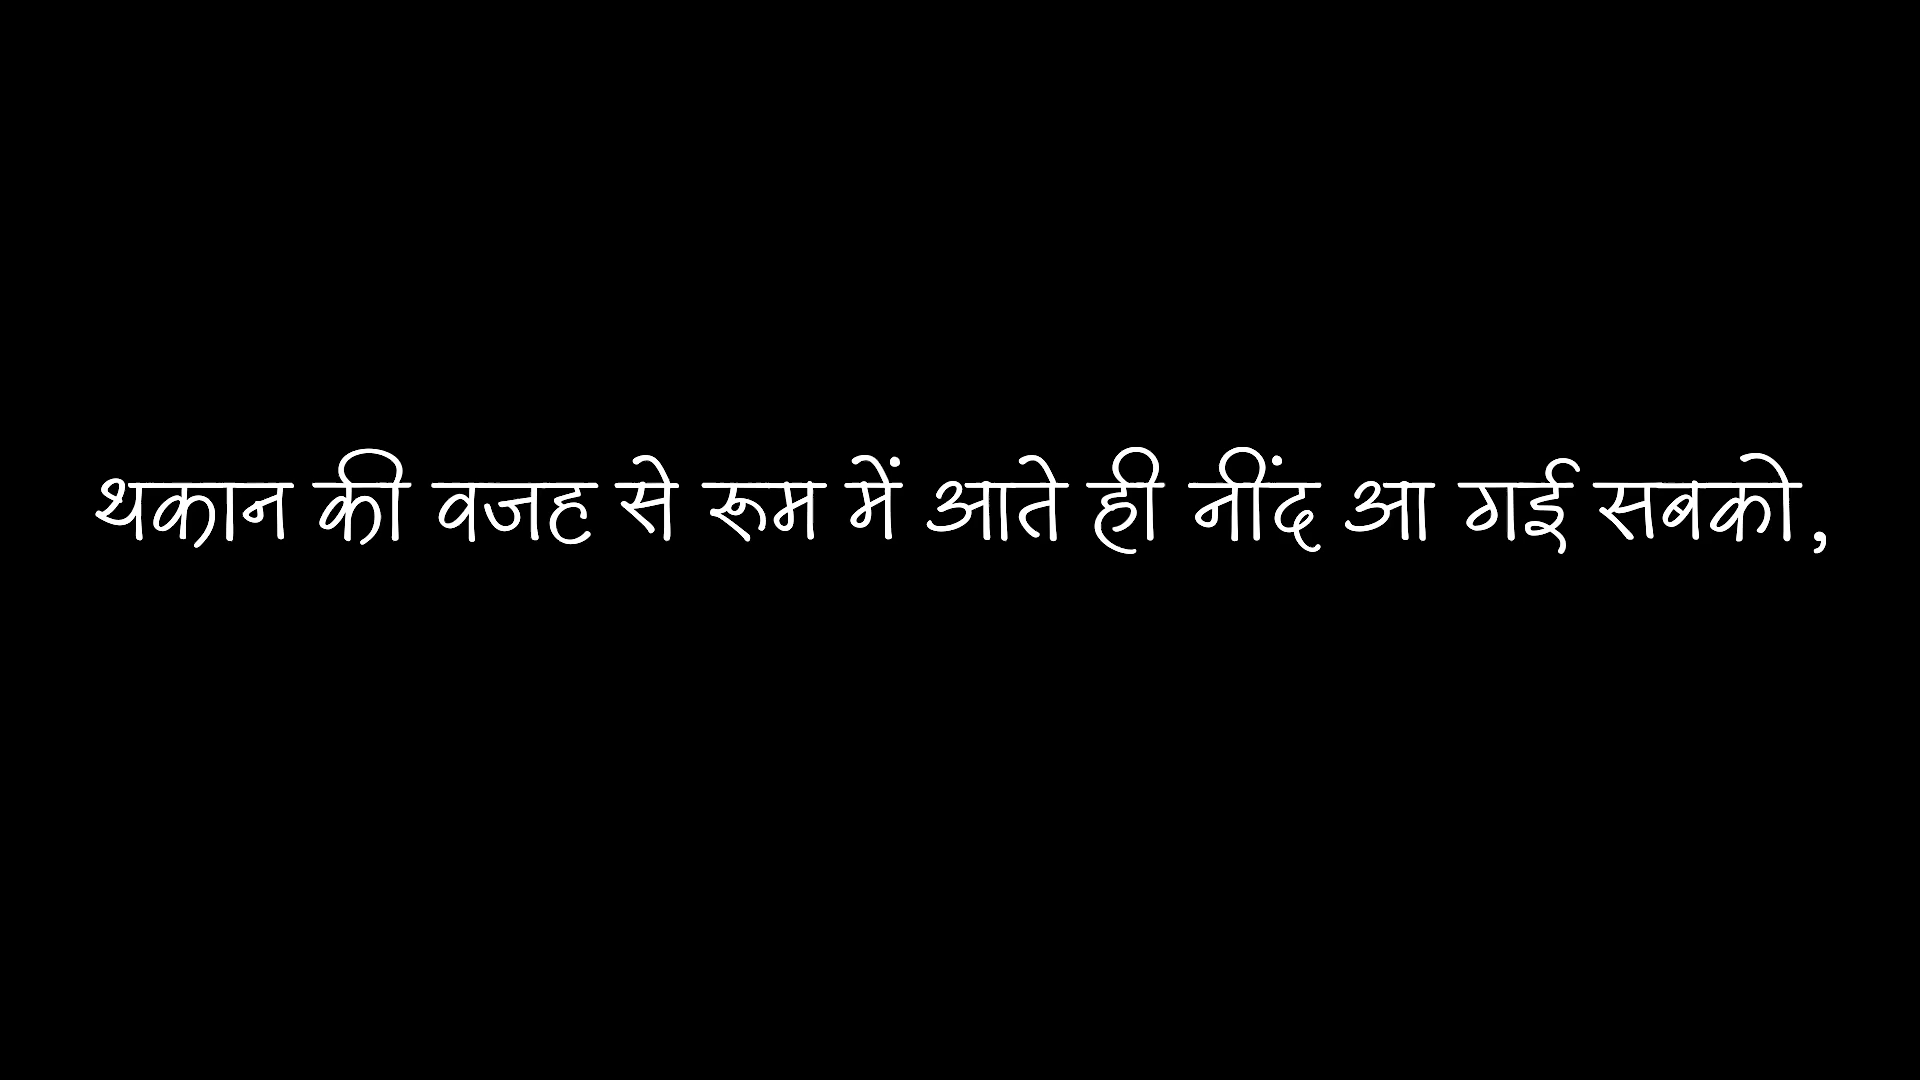 थकान की वजह से रूम में आते ही नींद आ गई सबको,